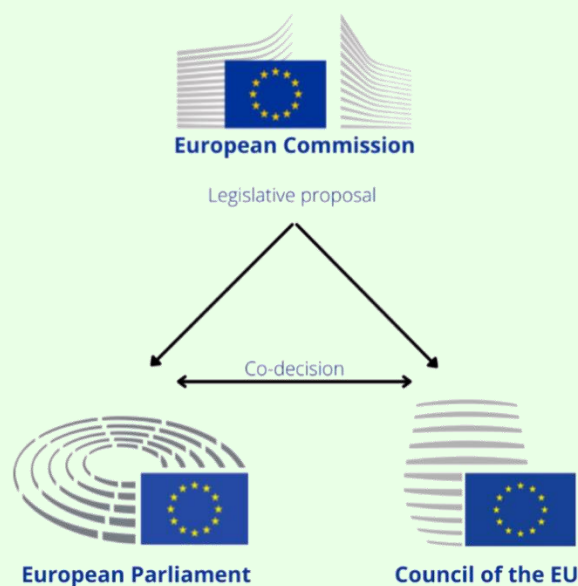 European Commission
Legislative proposal
Co-decision
European Parliament
Council of the EU